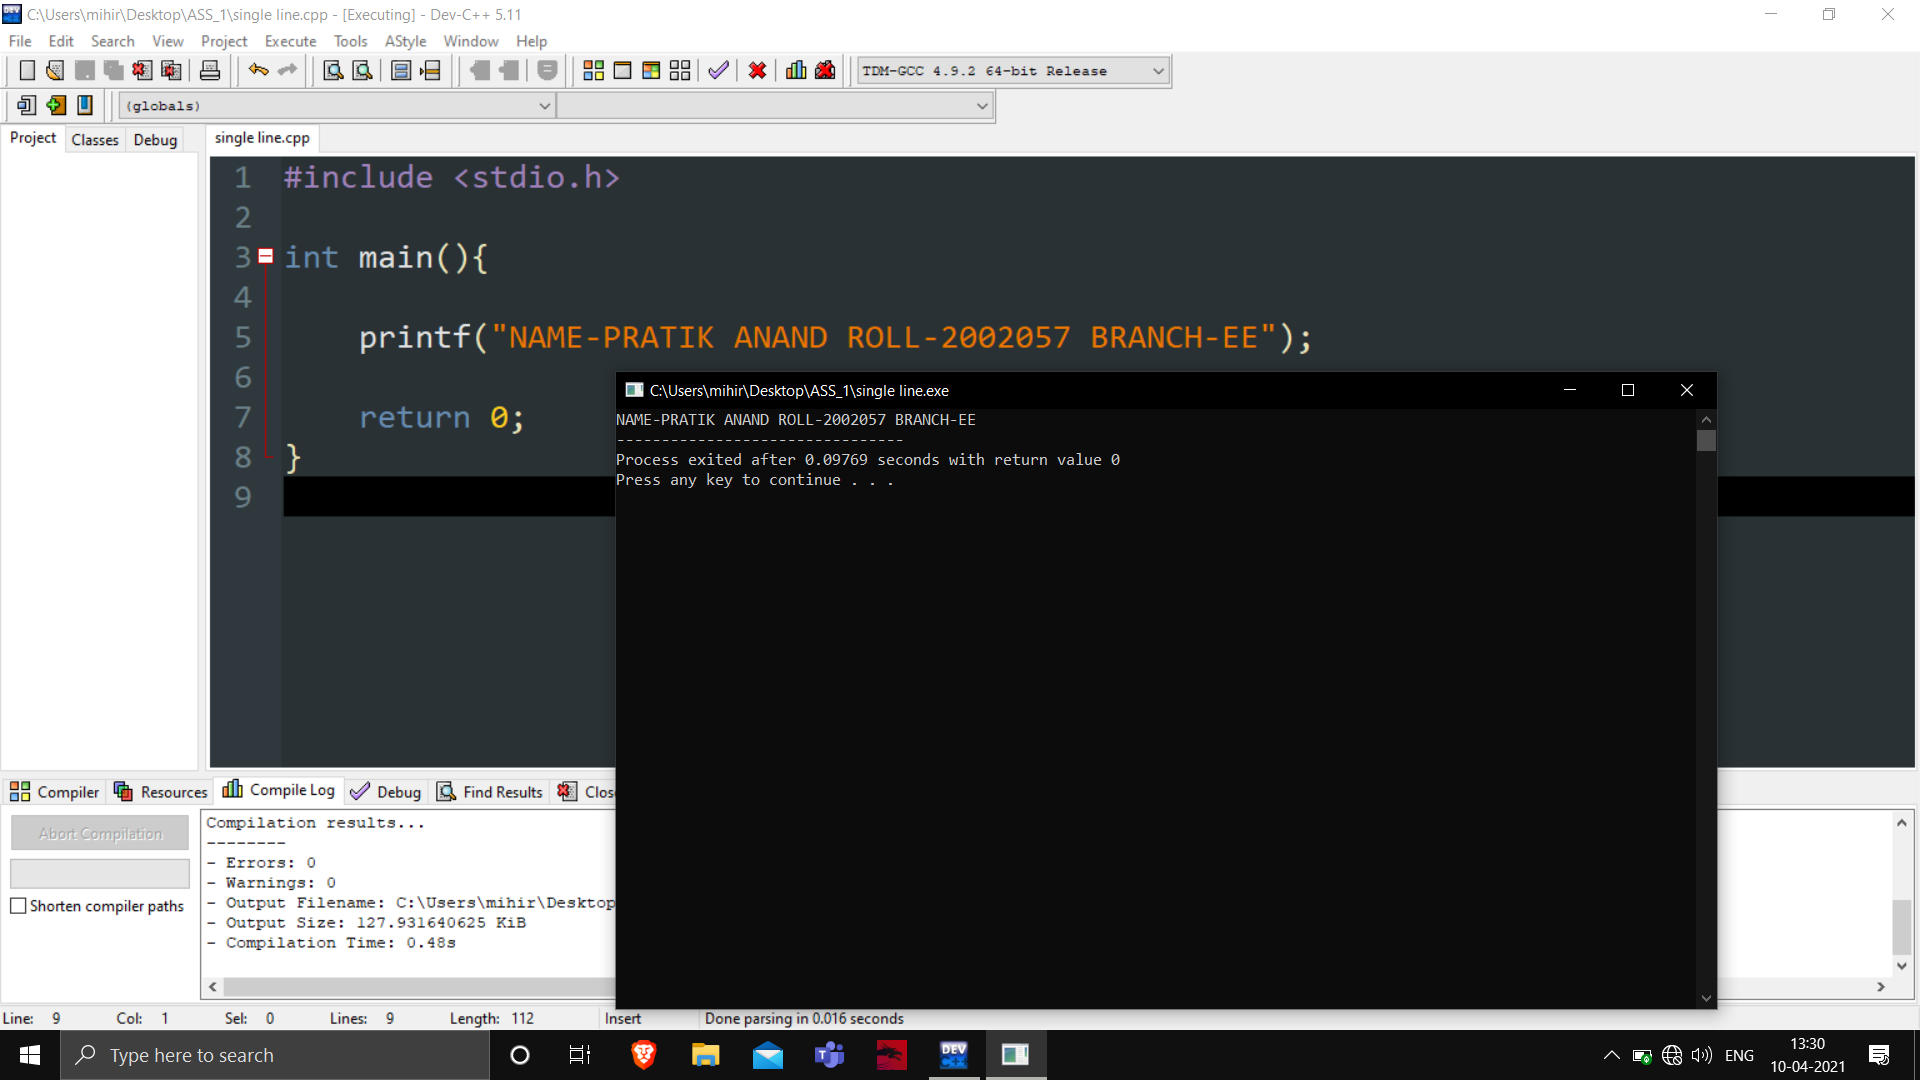 C:\Users\mihir\Desktop\ASS_1\single line.cpp - [Executing] - Dev-C++ 5.11
File Edit Search View Project Execute Tools AStyle Window Help
TDM-GCC 4.9.2 64-bit Release
(globals)
Project Classes Debug
single line.cpp
1 #include <stdio.h>
2
3 int main(){
4
5 printf("NAME-PRATIK ANAND ROLL-2002057 BRANCH-EE");
6
7 return 0;
8 }
9
C:\Users\mihir\Desktop\ASS_1\single line.exe
NAME-PRATIK ANAND ROLL-2002057 BRANCH-EE
--------------------------------
Process exited after 0.09769 seconds with return value 0
Press any key to continue . . .
Compiler Resources Compile Log Debug Find Results Clos
Abort Compilation
Shorten compiler paths
Compilation results...
--------
- Errors: 0
- Warnings: 0
- Output Filename: C:\Users\mihir\Desktop
- Output Size: 127.931640625 KiB
- Compilation Time: 0.48s
Line: 9 Col: 1 Sel: 0 Lines: 9 Length: 112 Insert Done parsing in 0.016 seconds
Type here to search
DEV C++
ENG
13:30
10-04-2021